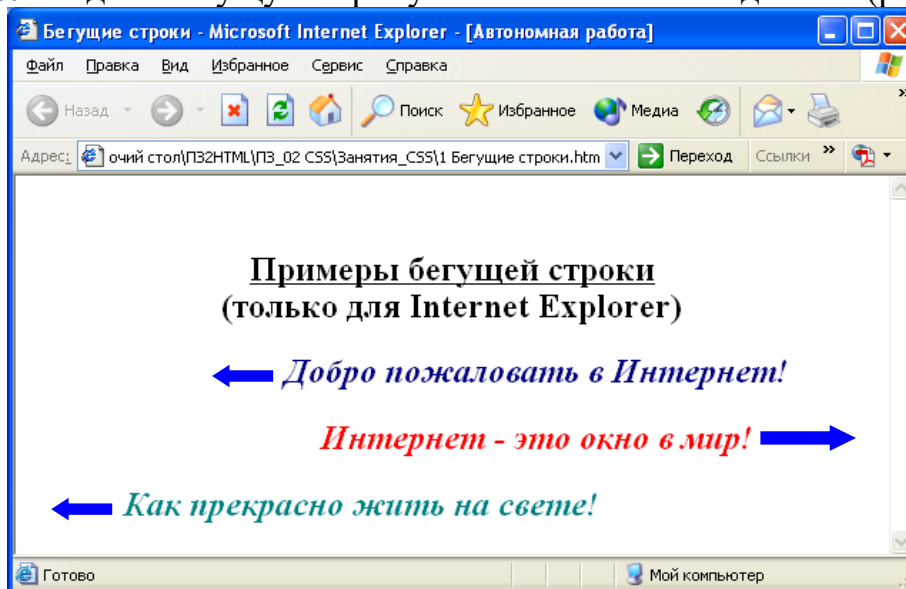 Бегущие строки - Microsoft Internet Explorer - [Автономная работа]
Файл Правка Вид Избранное Сервис Справка
Назад Поиск Избранное Медиа »
Адрес: очий стол\ПЗ2HTML\ПЗ_02 CSS\Занятия_CSS\1 Бегущие строки.htm Переход Ссылки »
Примеры бегущей строки
(только для Internet Explorer)
Добро пожаловать в Интернет!
Интернет - это окно в мир!
Как прекрасно жить на свете!
Готово Мой компьютер